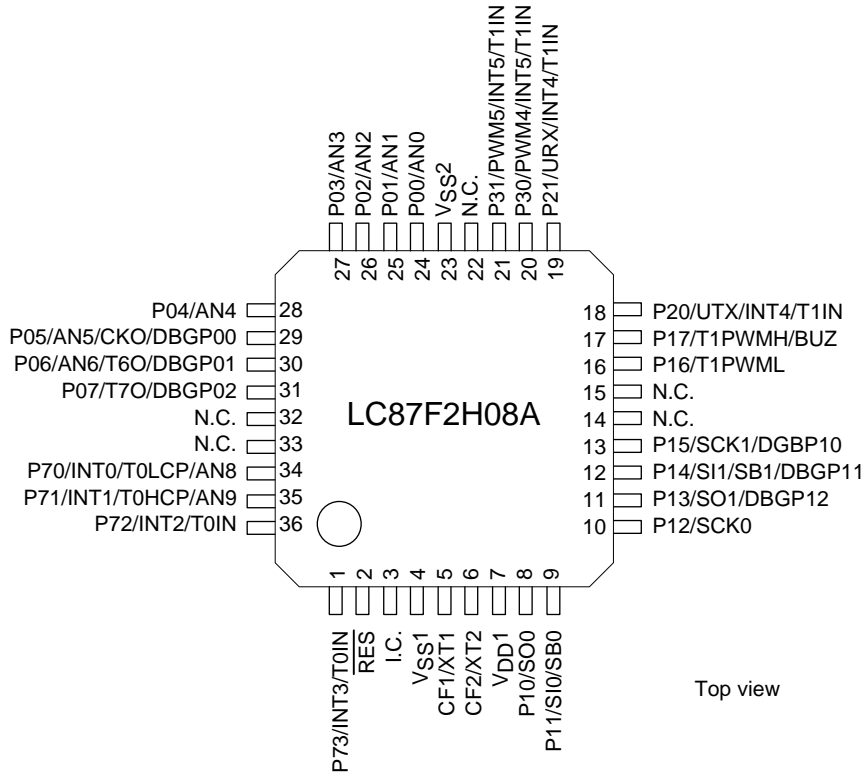 P03/AN3
P02/AN2
P01/AN1
P00/AN0
VSS2
N.C.
P31/PWM5/INT5/T1IN
P30/PWM4/INT5/T1IN
P21/URX/INT4/T1IN
27
26
25
24
23
22
21
20
19
P04/AN4 28
P05/AN5/CKO/DBGP00 29
P06/AN6/T6O/DBGP01 30
P07/T7O/DBGP02 31
N.C. 32
N.C. 33
P70/INT0/T0LCP/AN8 34
P71/INT1/T0HCP/AN9 35
P72/INT2/T0IN 36
LC87F2H08A
18 P20/UTX/INT4/T1IN
17 P17/T1PWMH/BUZ
16 P16/T1PWML
15 N.C.
14 N.C.
13 P15/SCK1/DGBP10
12 P14/SI1/SB1/DBGP11
11 P13/SO1/DBGP12
10 P12/SCK0
1
2
3
4
5
6
7
8
9
P73/INT3/T0IN
RES
I.C.
VSS1
CF1/XT1
CF2/XT2
VDD1
P10/SO0
P11/SI0/SB0
Top view